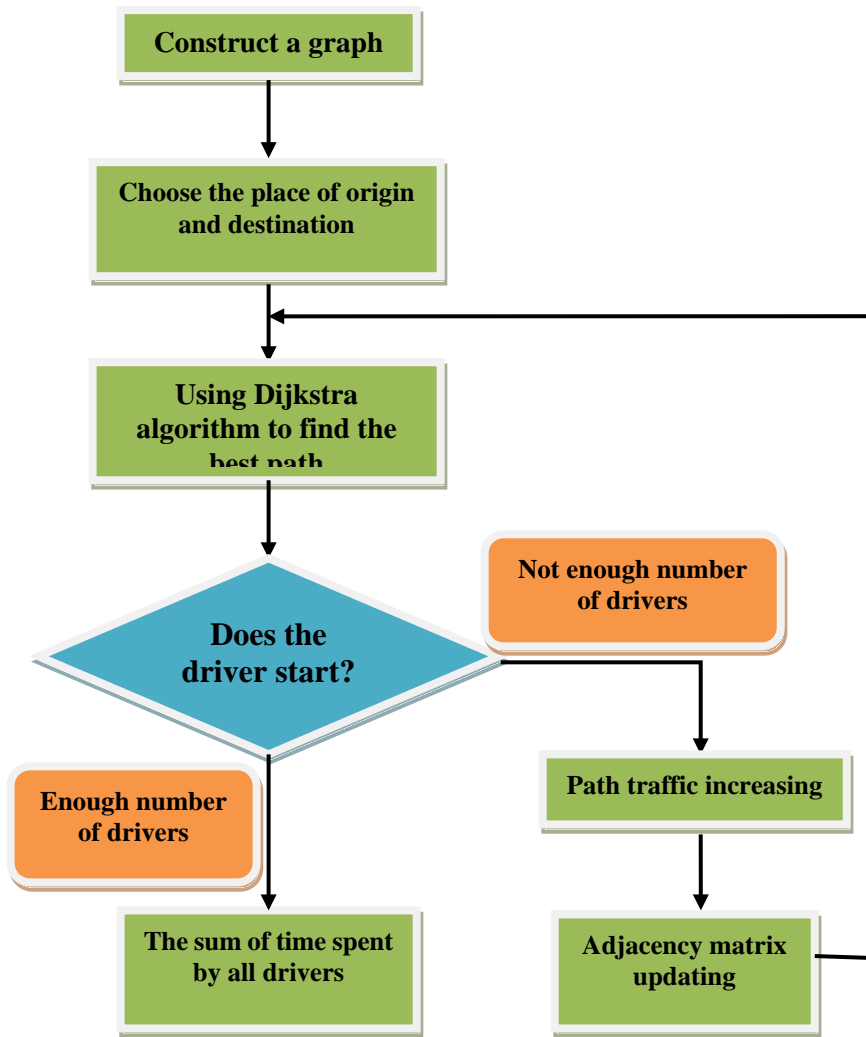 Construct a graph
Choose the place of origin
and destination
Using Dijkstra
algorithm to find the
best path
Does the
driver start?
Not enough number
of drivers
Path traffic increasing
Enough number
of drivers
The sum of time spent
by all drivers
Adjacency matrix
updating